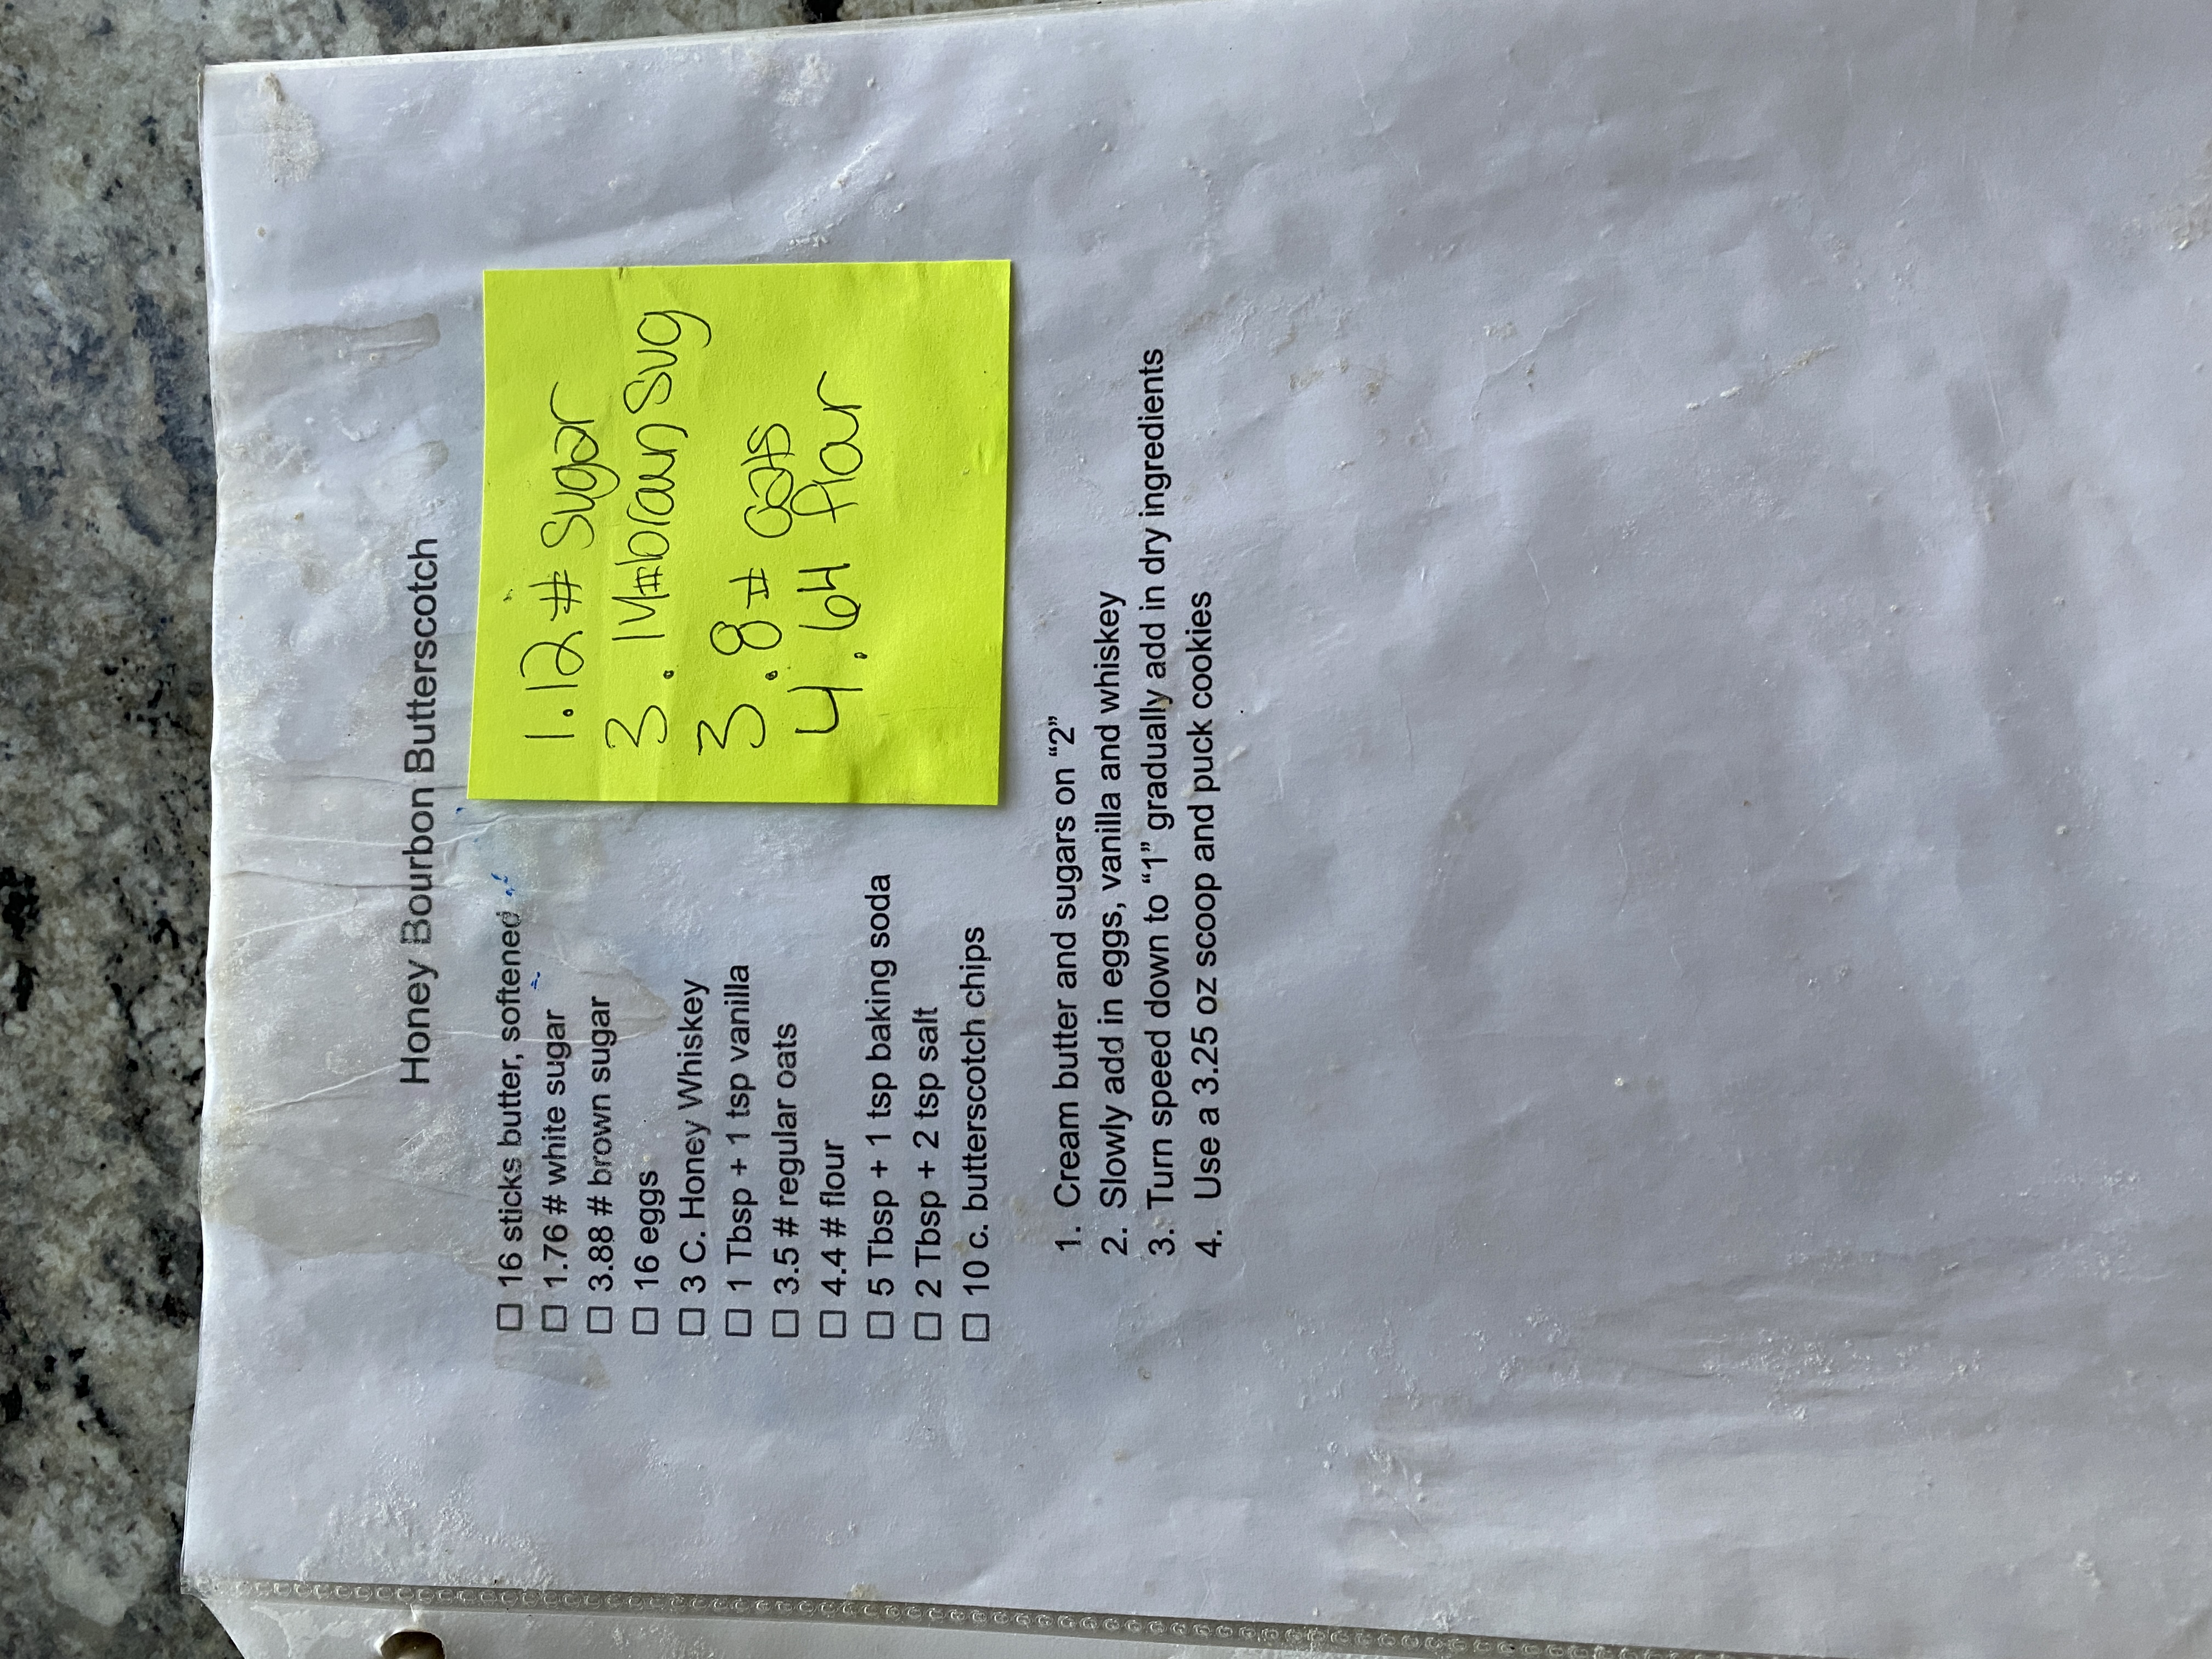 Honey Bourbon Butterscotch
☐ 16 sticks butter, softened
☐ 1.76 # white sugar
☐ 3.88 # brown sugar
☐ 16 eggs
☐ 3 C. Honey Whiskey
☐ 1 Tbsp + 1 tsp vanilla
☐ 3.5 # regular oats
☐ 4.4 # flour
☐ 5 Tbsp + 1 tsp baking soda
☐ 2 Tbsp + 2 tsp salt
☐ 10 c. butterscotch chips
1.12 # Sugar
3.14# brown Sug
3.8 # oats
4.64 flour
1. Cream butter and sugars on “2”
2. Slowly add in eggs, vanilla and whiskey
3. Turn speed down to “1” gradually add in dry ingredients
4. Use a 3.25 oz scoop and puck cookies